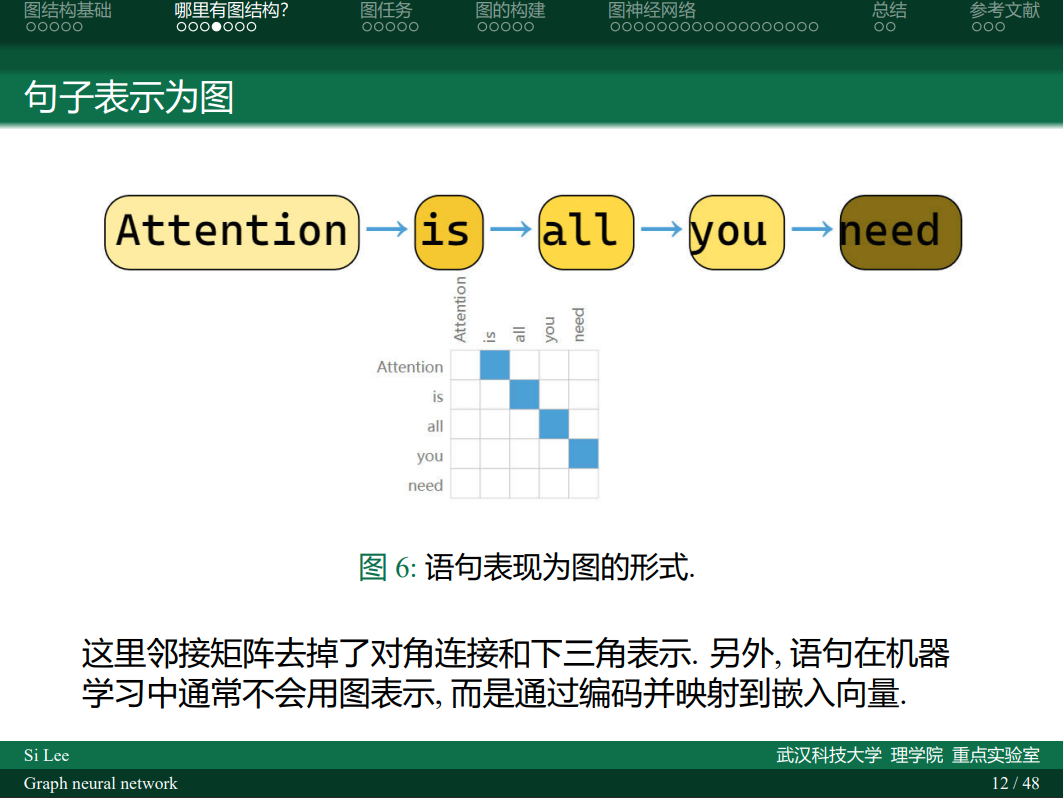 图结构基础 哪里有图结构? 图任务 图的构建 图神经网络 总结 参考文献
句子表示为图
Attention is all you need
Attention is all you need
Attention
is
all
you
need
图 6: 语句表现为图的形式.
这里邻接矩阵去掉了对角连接和下三角表示. 另外, 语句在机器
学习中通常不会用图表示, 而是通过编码并映射到嵌入向量.
Si Lee 武汉科技大学 理学院 重点实验室
Graph neural network 12 / 48